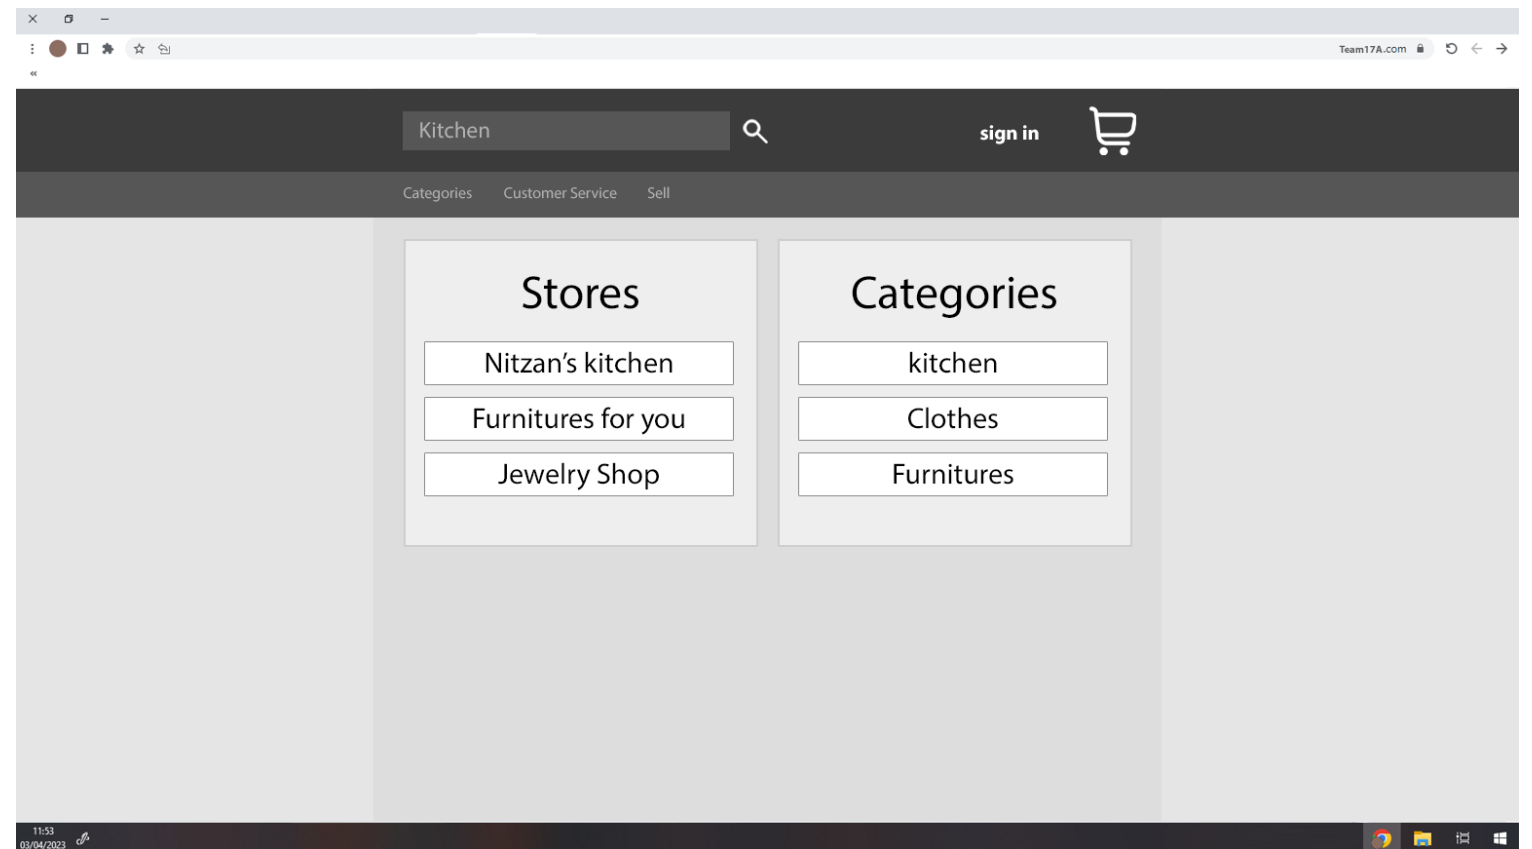 Team17A.com
Kitchen
sign in
Categories Customer Service Sell
Stores
Nitzan’s kitchen
Furnitures for you
Jewelry Shop
Categories
kitchen
Clothes
Furnitures
11:53
03/04/2023